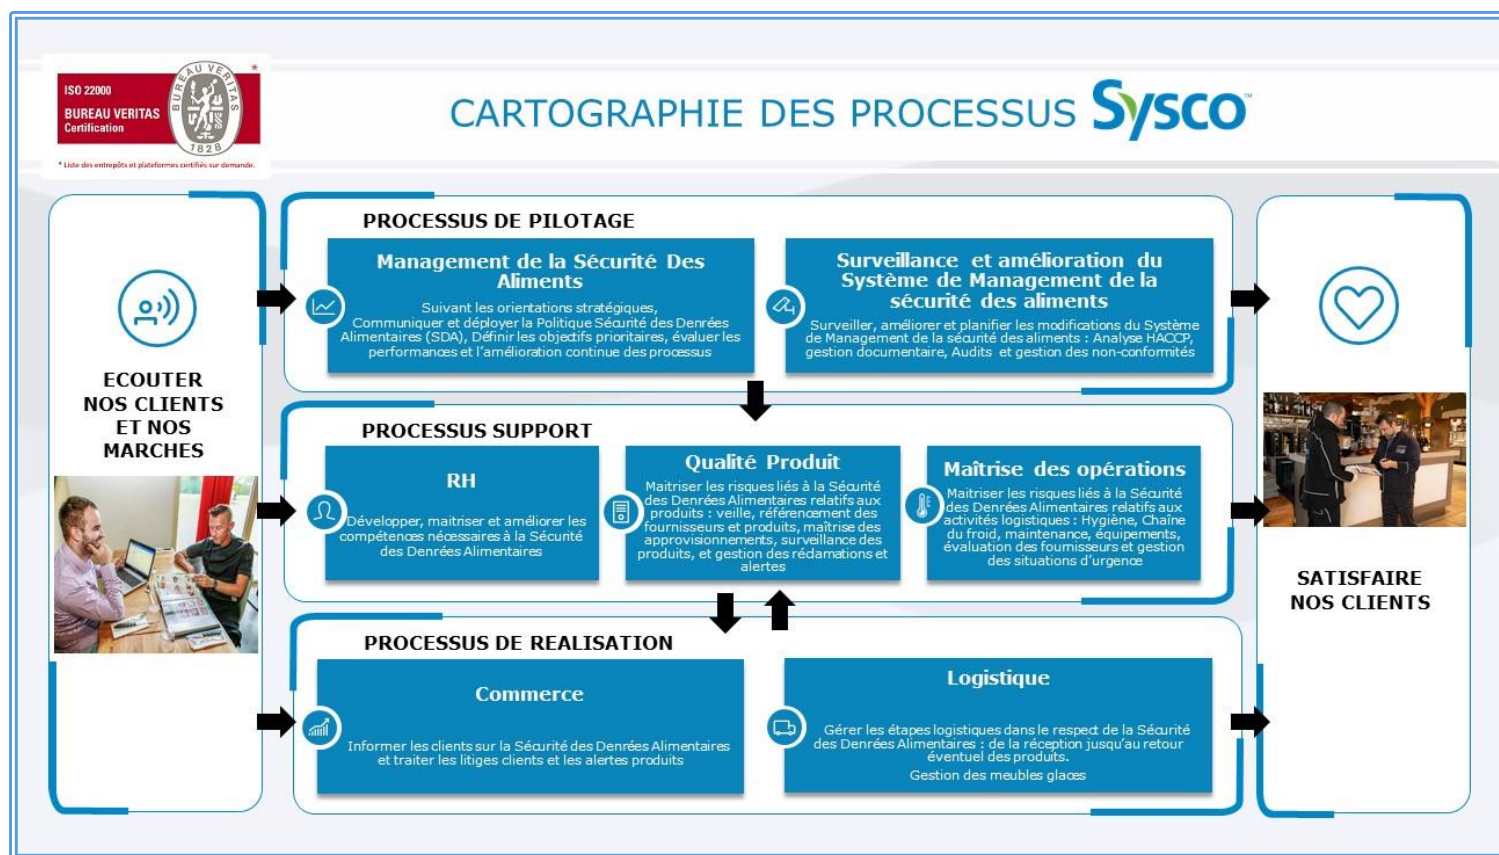 ISO 22000
BUREAU VERITAS
Certification
BUREAU VERITAS
1828
*
* Liste des entrepôts et plateformes certifiés sur demande.
CARTOGRAPHIE DES PROCESSUS Sysco™
ECOUTER
NOS CLIENTS
ET NOS
MARCHES
PROCESSUS DE PILOTAGE
Management de la Sécurité Des
Aliments
Suivant les orientations stratégiques,
Communiquer et déployer la Politique Sécurité des Denrées
Alimentaires (SDA), Définir les objectifs prioritaires, évaluer les
performances et l'amélioration continue des processus
Surveillance et amélioration du
Système de Management de la
sécurité des aliments
Surveiller, améliorer et planifier les modifications du Système
de Management de la sécurité des aliments : Analyse HACCP,
gestion documentaire, Audits et gestion des non-conformités
PROCESSUS SUPPORT
RH
Développer, maitriser et améliorer les
compétences nécessaires à la Sécurité
des Denrées Alimentaires
Qualité Produit
Maitriser les risques liés à la Sécurité
des Denrées Alimentaires relatifs aux
produits : veille, référencement des
fournisseurs et produits, maîtrise des
approvisionnements, surveillance des
produits, et gestion des réclamations et
alertes
Maîtrise des opérations
Maitriser les risques liés à la Sécurité
des Denrées Alimentaires relatifs aux
activités logistiques : Hygiène, Chaîne
du froid, maintenance, équipements,
évaluation des fournisseurs et gestion
des situations d'urgence
PROCESSUS DE REALISATION
Commerce
Informer les clients sur la Sécurité des Denrées Alimentaires
et traiter les litiges clients et les alertes produits
Logistique
Gérer les étapes logistiques dans le respect de la Sécurité
des Denrées Alimentaires : de la réception jusqu'au retour
éventuel des produits.
Gestion des meubles glaces
SATISFAIRE
NOS CLIENTS